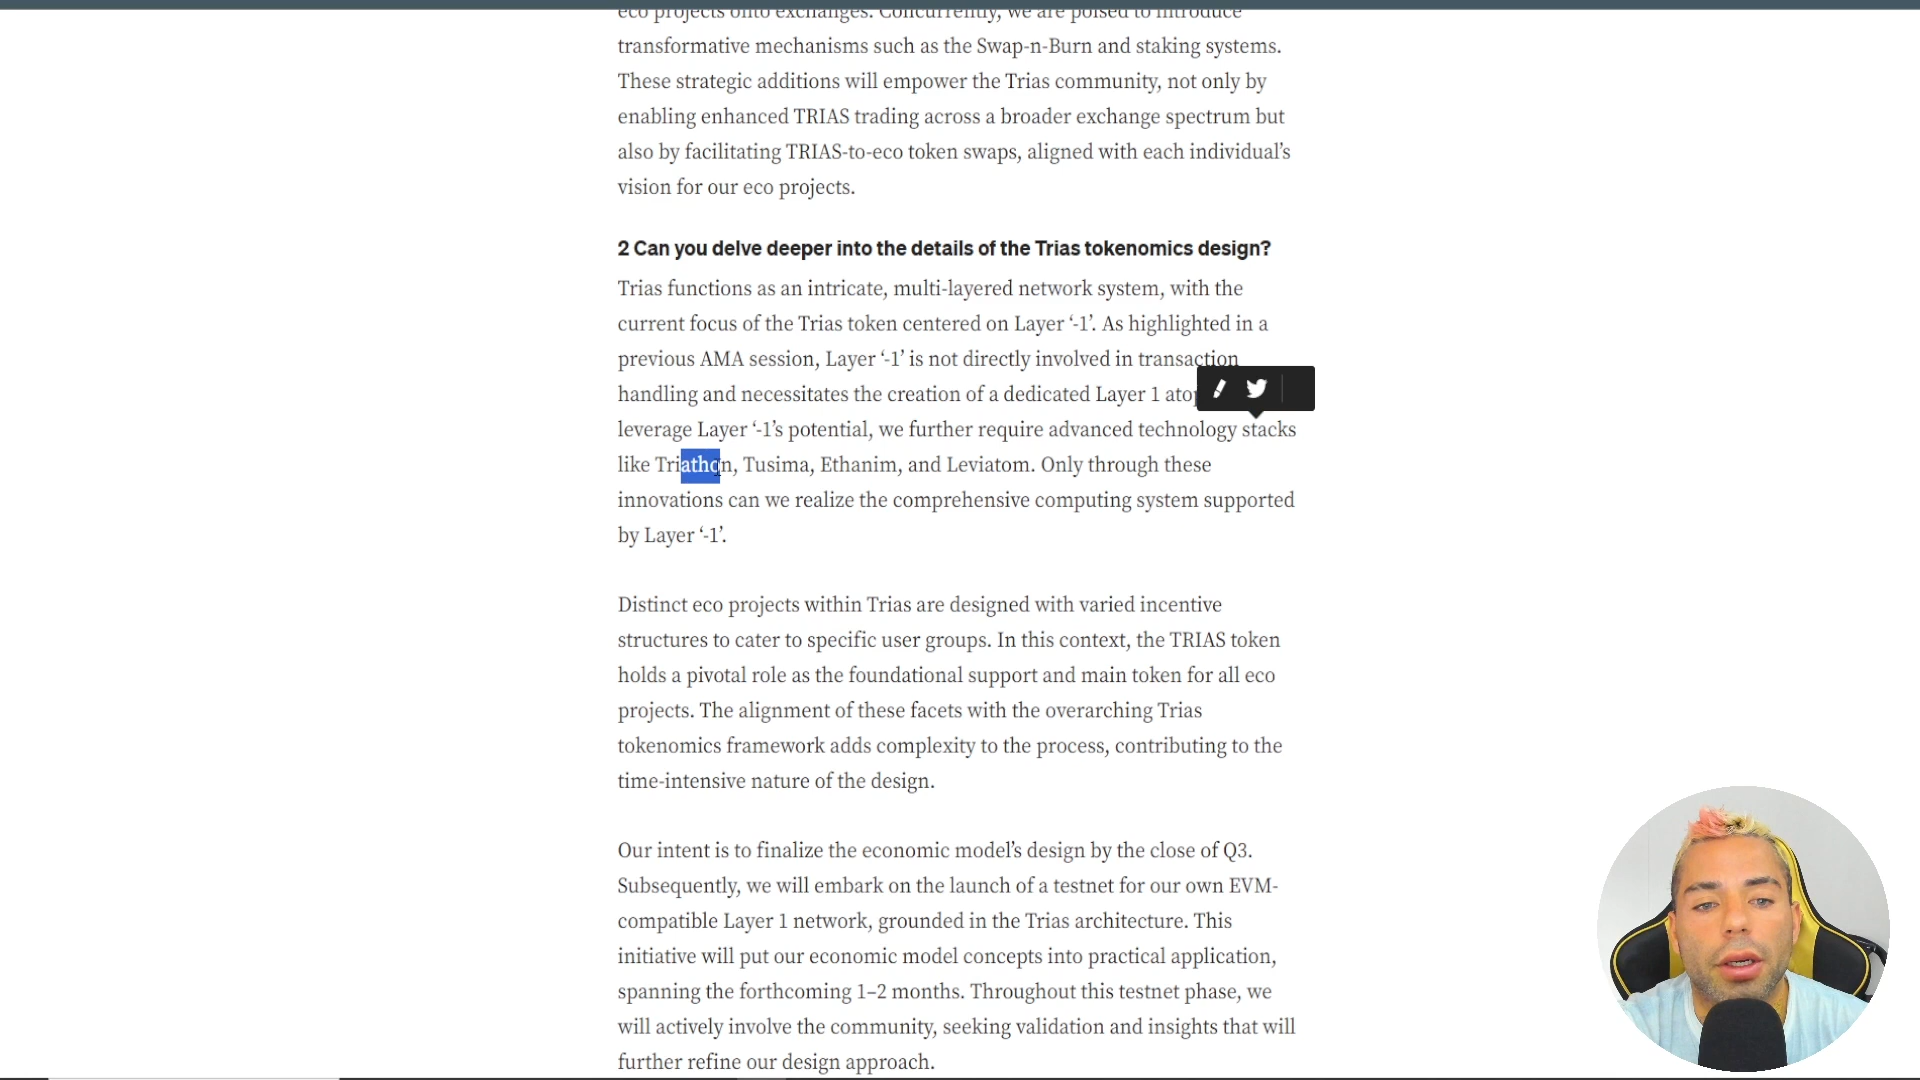 eco projects onto exchanges. Concurrently, we are poised to introduce
transformative mechanisms such as the Swap-n-Burn and staking systems.
These strategic additions will empower the Trias community, not only by
enabling enhanced TRIAS trading across a broader exchange spectrum but
also by facilitating TRIAS-to-eco token swaps, aligned with each individual’s
vision for our eco projects.
2 Can you delve deeper into the details of the Trias tokenomics design?
Trias functions as an intricate, multi-layered network system, with the
current focus of the Trias token centered on Layer ‘-1’. As highlighted in a
previous AMA session, Layer ‘-1’ is not directly involved in transaction
handling and necessitates the creation of a dedicated Layer 1
leverage Layer ‘-1’s potential, we further require advanced technology stacks
like Triathon, Tusima, Ethanim, and Leviatom. Only through these
innovations can we realize the comprehensive computing system supported
by Layer ‘-1’.
Distinct eco projects within Trias are designed with varied incentive
structures to cater to specific user groups. In this context, the TRIAS token
holds a pivotal role as the foundational support and main token for all eco
projects. The alignment of these facets with the overarching Trias
tokenomics framework adds complexity to the process, contributing to the
time-intensive nature of the design.
Our intent is to finalize the economic model’s design by the close of Q3.
Subsequently, we will embark on the launch of a testnet for our own EVM-
compatible Layer 1 network, grounded in the Trias architecture. This
initiative will put our economic model concepts into practical application,
spanning the forthcoming 1–2 months. Throughout this testnet phase, we
will actively involve the community, seeking validation and insights that will
further refine our design approach.